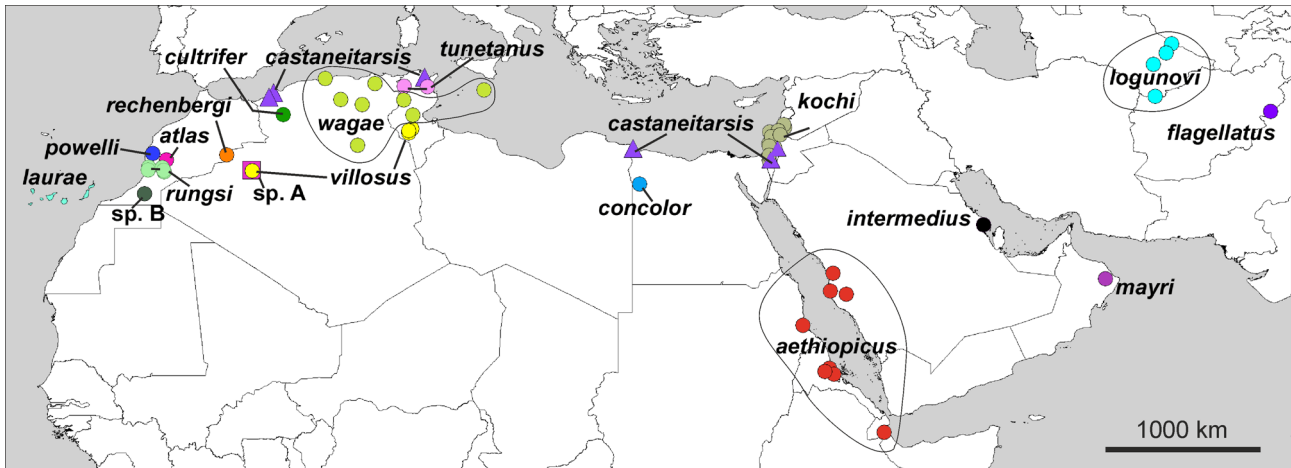 cultrifer
castaneitarsis
tunetanus
rechenbergi
wagae
kochi
logunovi
atlas
powelli
castaneitarsis
flagellatus
laurae
rungsi
sp. A
villosus
sp. B
concolor
intermedius
mayri
aethiopicus
1000 km